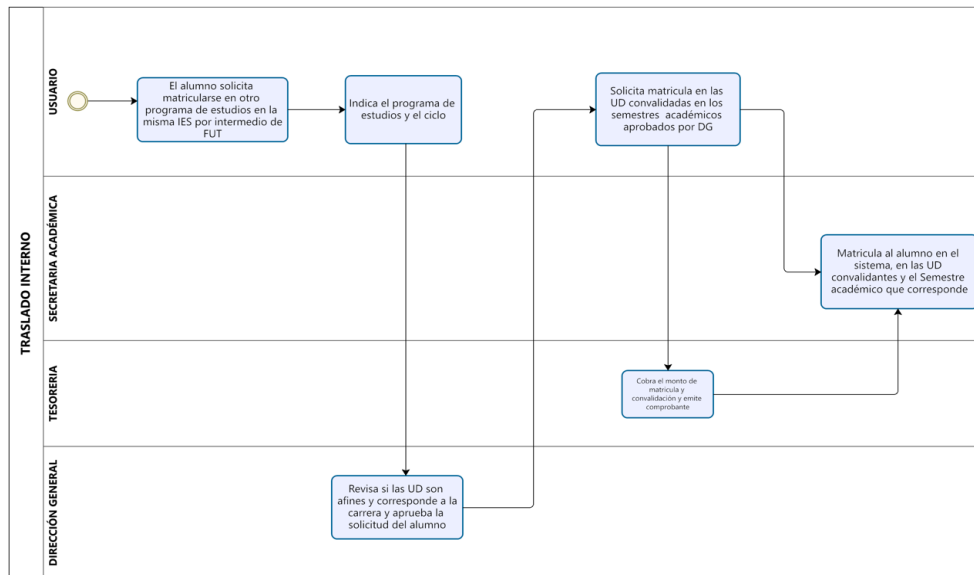 TRASLADO INTERNO
USUARIO
El alumno solicita
matricularse en otro
programa de estudios en la
misma IES por intermedio de
FUT
Indica el programa de
estudios y el ciclo
Solicita matricula en las
UD convalidadas en los
semestres académicos
aprobados por DG
SECRETARIA ACADÉMICA
Matricula al alumno en el
sistema, en las UD
convalidantes y el Semestre
académico que corresponde
TESORERIA
Cobra el monto de
matricula y
convalidación y emite
comprobante
DIRECCIÓN GENERAL
Revisa si las UD son
afines y corresponde a la
carrera y aprueba la
solicitud del alumno